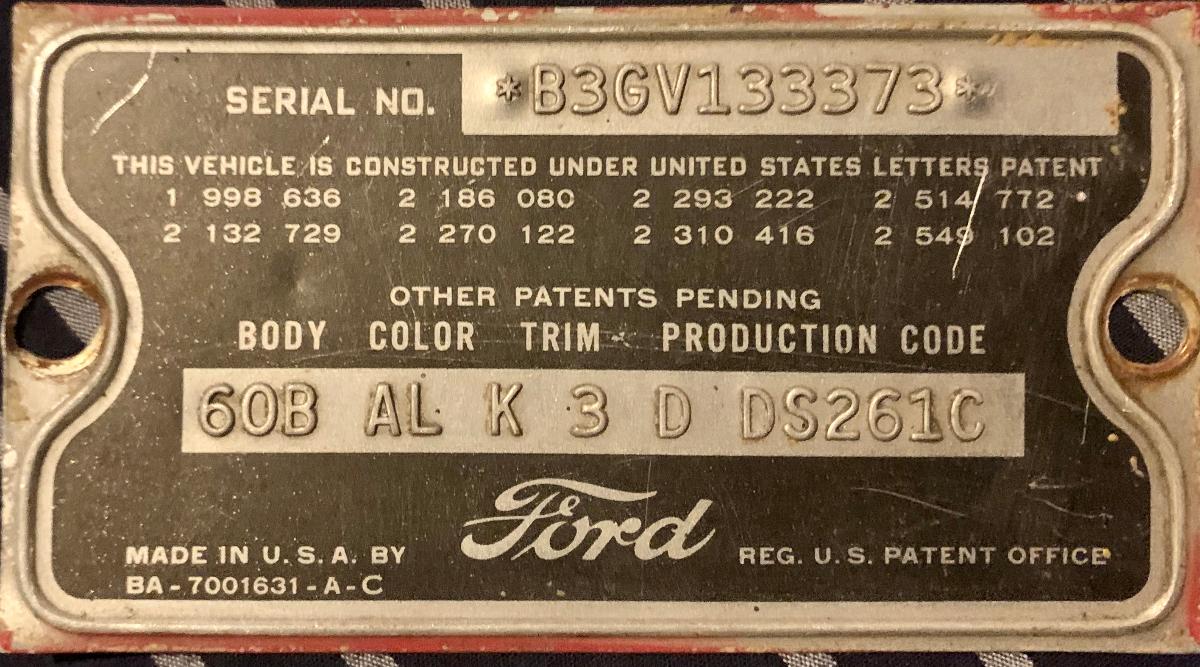 SERIAL NO. *B3GV133373*
THIS VEHICLE IS CONSTRUCTED UNDER UNITED STATES LETTERS PATENT
1 998 636 2 186 080 2 293 222 2 514 772
2 132 729 2 270 122 2 310 416 2 549 102
OTHER PATENTS PENDING
BODY COLOR TRIM PRODUCTION CODE
60B AL K 3 D DS261C
Ford
MADE IN U.S.A. BY REG. U.S. PATENT OFFICE
BA-7001631-A-C